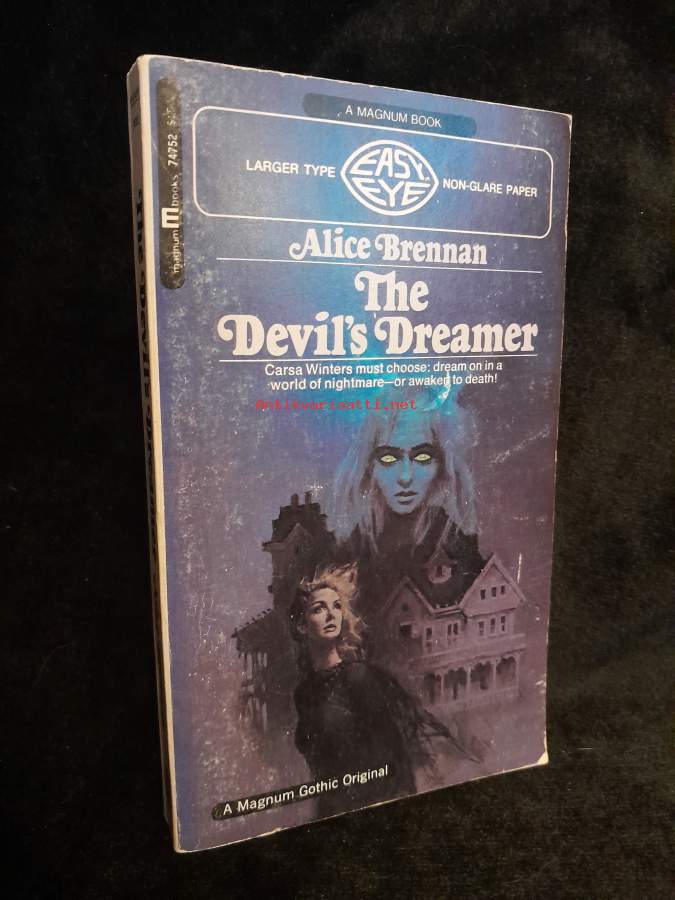 A MAGNUM BOOK
LARGER TYPE
EASY
EYE
NON-GLARE PAPER
magnum books 74752
Alice Brennan
The
Devil's Dreamer
Carsa Winters must choose: dream on in a
world of nightmare—or awaken to death!
Antikvariaatti.net
A Magnum Gothic Original